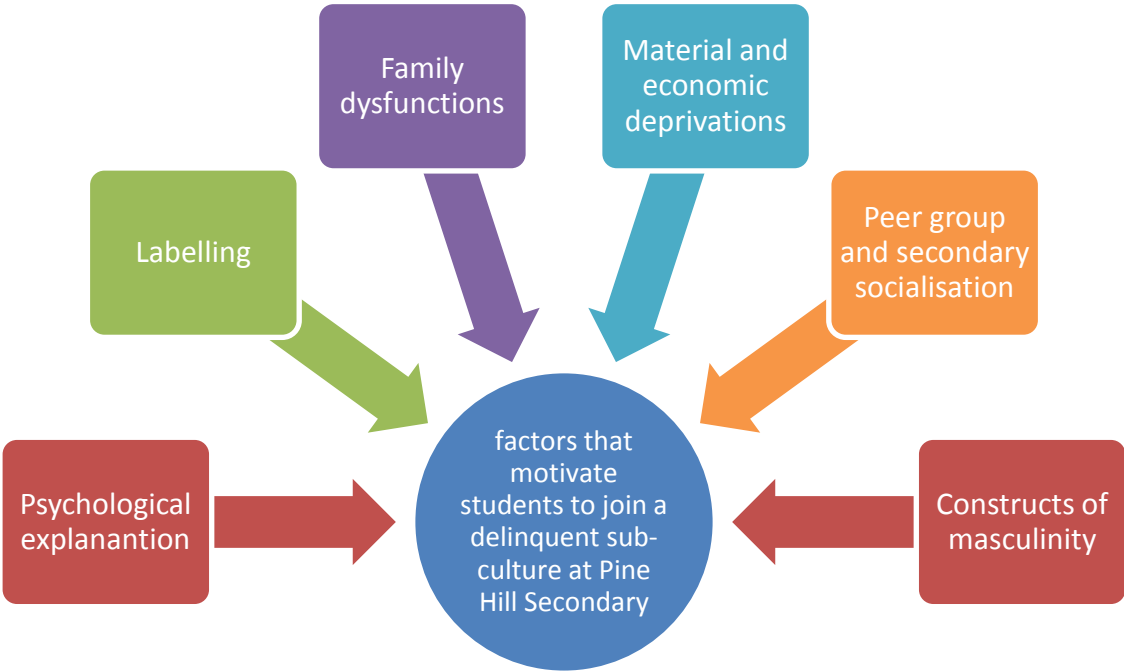 Family
dysfunctions
Material and
economic
deprivations
Labelling
Peer group
and secondary
socialisation
Psychological
explanantion
factors that
motivate
students to join a
delinquent sub-
culture at Pine
Hill Secondary
Constructs of
masculinity